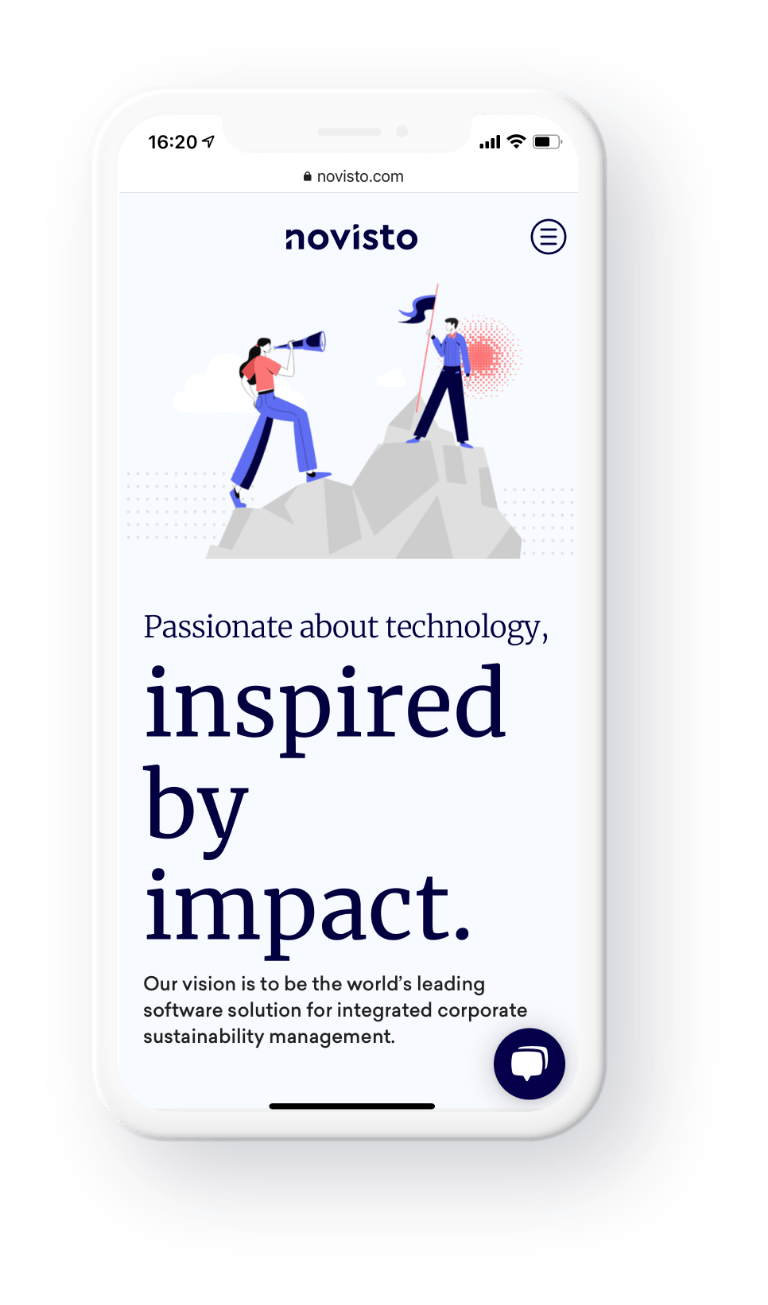 16:20
novisto.com
novisto
Passionate about technology,
inspired
by
impact.
Our vision is to be the world’s leading
software solution for integrated corporate
sustainability management.